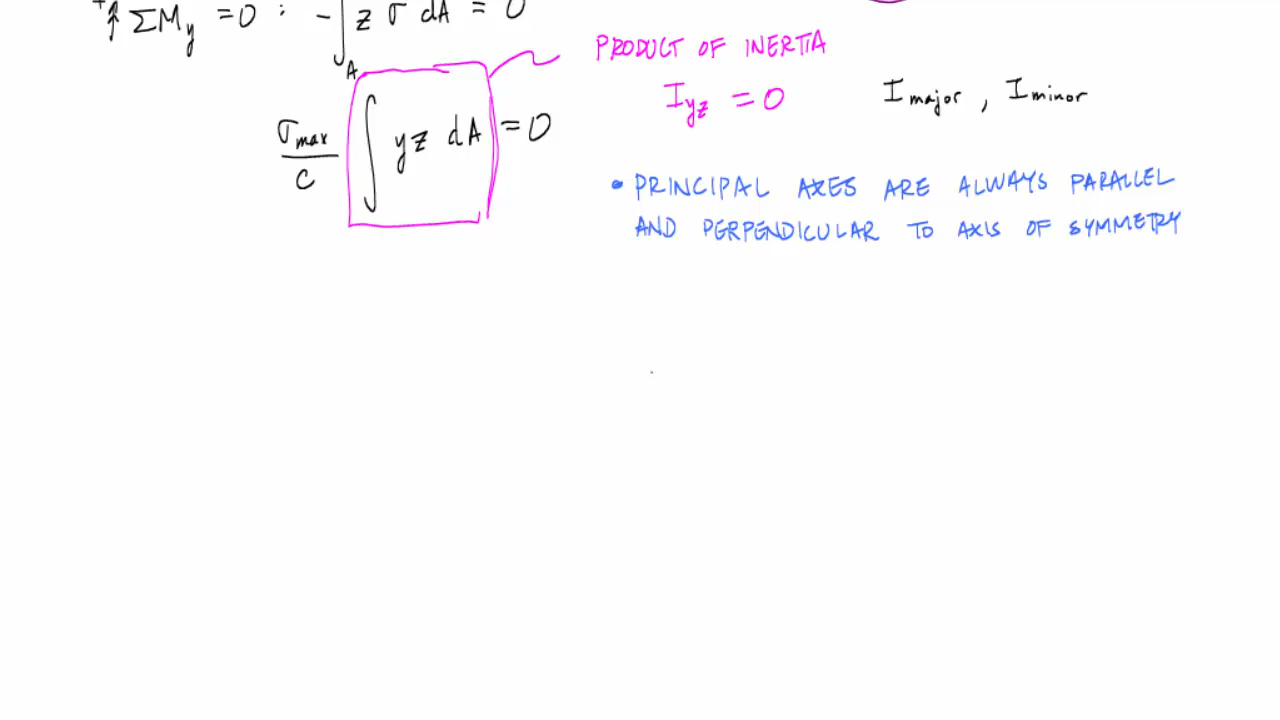 + ΣM_y = 0 : -∫_A z σ dA = 0
PRODUCT OF INERTIA
I_yz = 0 I_major , I_minor
σ_max / c ∫ yz dA = 0
• PRINCIPAL AXES ARE ALWAYS PARALLEL
AND PERPENDICULAR TO AXIS OF SYMMETRY